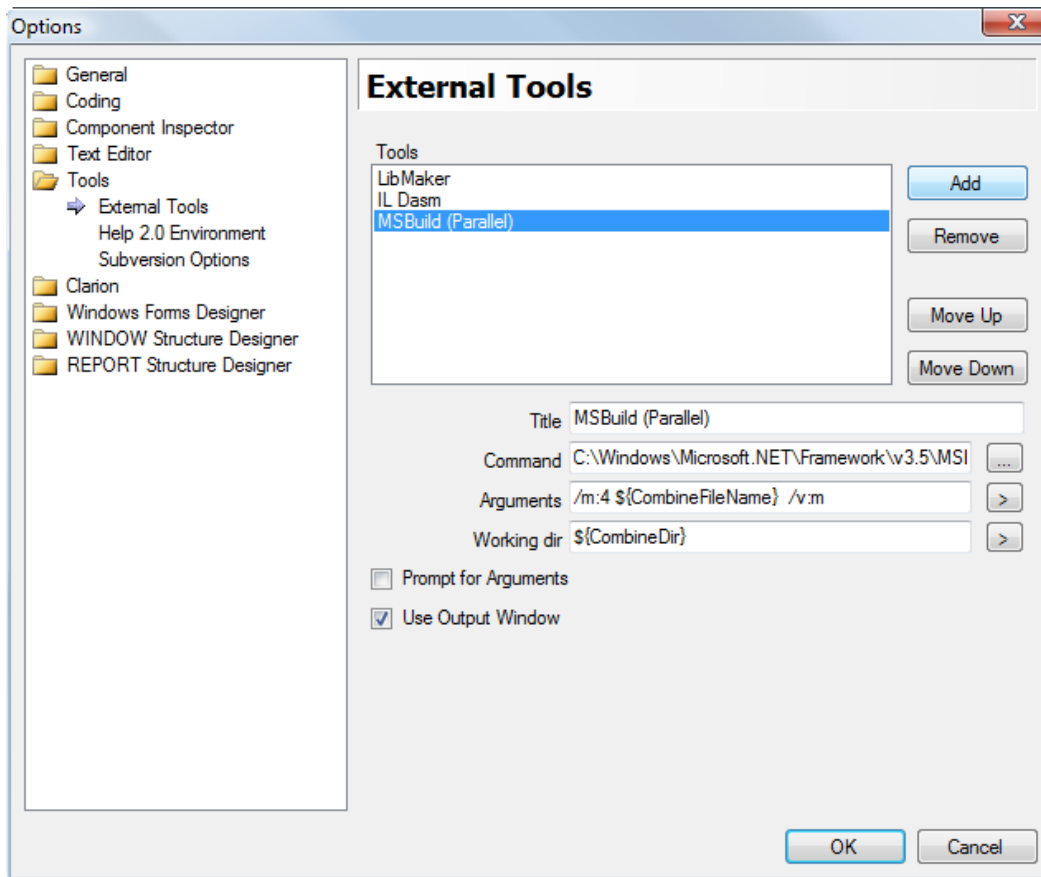 Options
General
Coding
Component Inspector
Text Editor
Tools
External Tools
Help 2.0 Environment
Subversion Options
Clarion
Windows Forms Designer
WINDOW Structure Designer
REPORT Structure Designer
External Tools
Tools
LibMaker
IL Dasm
MSBuild (Parallel)
Add
Remove
Move Up
Move Down
Title MSBuild (Parallel)
Command C:\Windows\Microsoft.NET\Framework\v3.5\MSI ...
Arguments /m:4 ${CombineFileName}  /v:m >
Working dir ${CombineDir} >
Prompt for Arguments
Use Output Window
OK Cancel